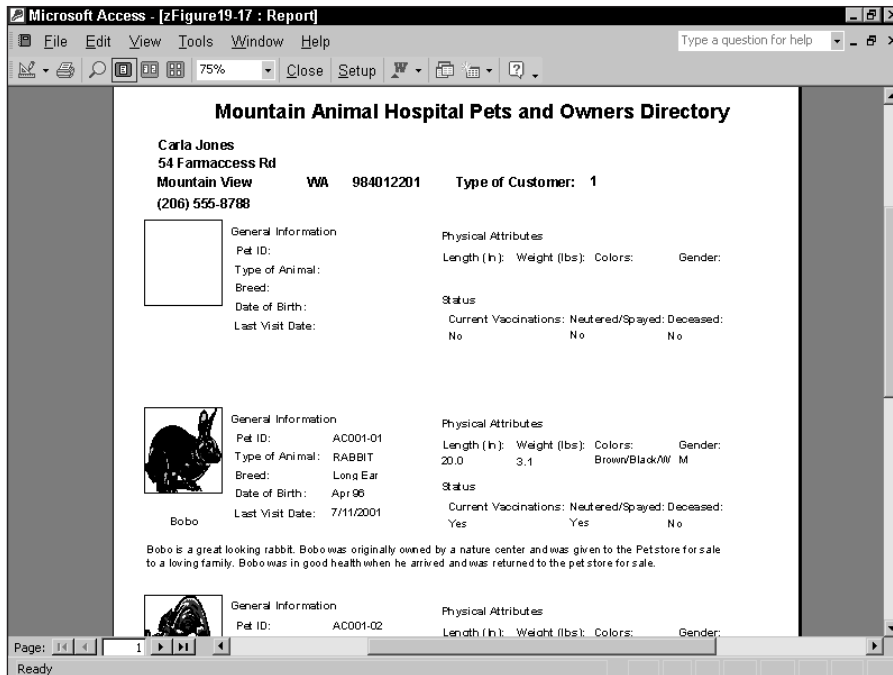 Microsoft Access - [zFigure19-17 : Report]
File Edit View Tools Window Help Type a question for help
75% Close Setup
Mountain Animal Hospital Pets and Owners Directory
Carla Jones
54 Farmaccess Rd
Mountain View WA 984012201 Type of Customer: 1
(206) 555-8788
General Information
Physical Attributes
Pet ID:
Length (In): Weight (lbs): Colors: Gender:
Type of Animal:
Breed:
Status
Date of Birth:
Current Vaccinations: Neutered/Spayed: Deceased:
Last Visit Date:
No No No
General Information
Physical Attributes
Pet ID: AC001-01
Length (In): Weight (lbs): Colors: Gender:
Type of Animal: RABBIT
20.0 3.1 Brown/Black/W M
Breed: Long Ear
Status
Date of Birth: Apr 96
Current Vaccinations: Neutered/Spayed: Deceased:
Last Visit Date: 7/11/2001
Yes Yes No
Bobo
Bobo is a great looking rabbit. Bobo was originally owned by a nature center and was given to the Pet store for sale
to a loving family. Bobo was in good health when he arrived and was returned to the pet store for sale.
General Information
Physical Attributes
Pet ID: AC001-02
Length (In): Weight (lbs): Colors: Gender:
Page: 1
Ready